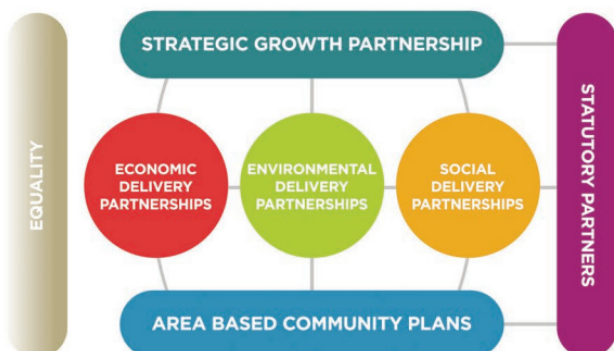 STRATEGIC GROWTH PARTNERSHIP
EQUALITY
ECONOMIC
DELIVERY
PARTNERSHIPS
ENVIRONMENTAL
DELIVERY
PARTNERSHIPS
SOCIAL
DELIVERY
PARTNERSHIPS
STATUTORY PARTNERS
AREA BASED COMMUNITY PLANS